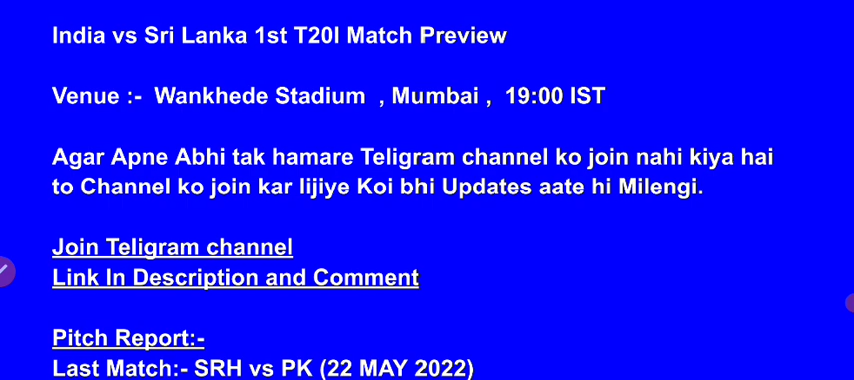 India vs Sri Lanka 1st T20I Match Preview
Venue :-  Wankhede Stadium  , Mumbai ,  19:00 IST
Agar Apne Abhi tak hamare Teligram channel ko join nahi kiya hai
to Channel ko join kar lijiye Koi bhi Updates aate hi Milengi.
Join Teligram channel
Link In Description and Comment
Pitch Report:-
Last Match:- SRH vs PK (22 MAY 2022)